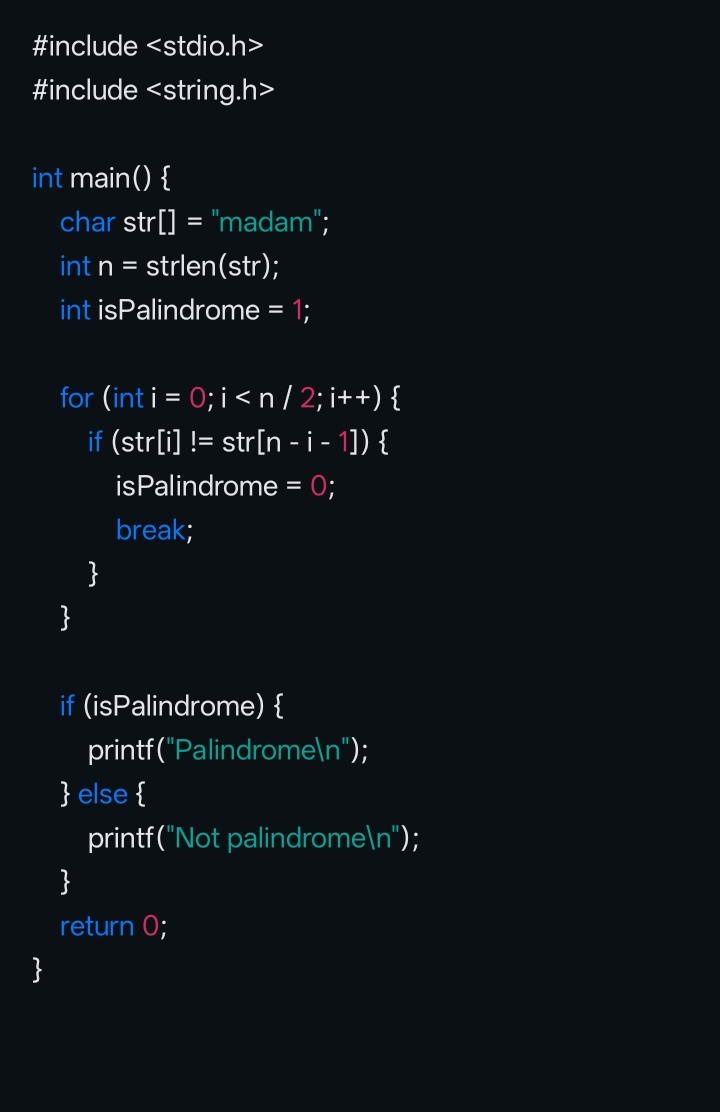 #include <stdio.h>
#include <string.h>

int main() {
    char str[] = "madam";
    int n = strlen(str);
    int isPalindrome = 1;

    for (int i = 0; i < n / 2; i++) {
        if (str[i] != str[n - i - 1]) {
            isPalindrome = 0;
            break;
        }
    }

    if (isPalindrome) {
        printf("Palindrome\n");
    } else {
        printf("Not palindrome\n");
    }
    return 0;
}